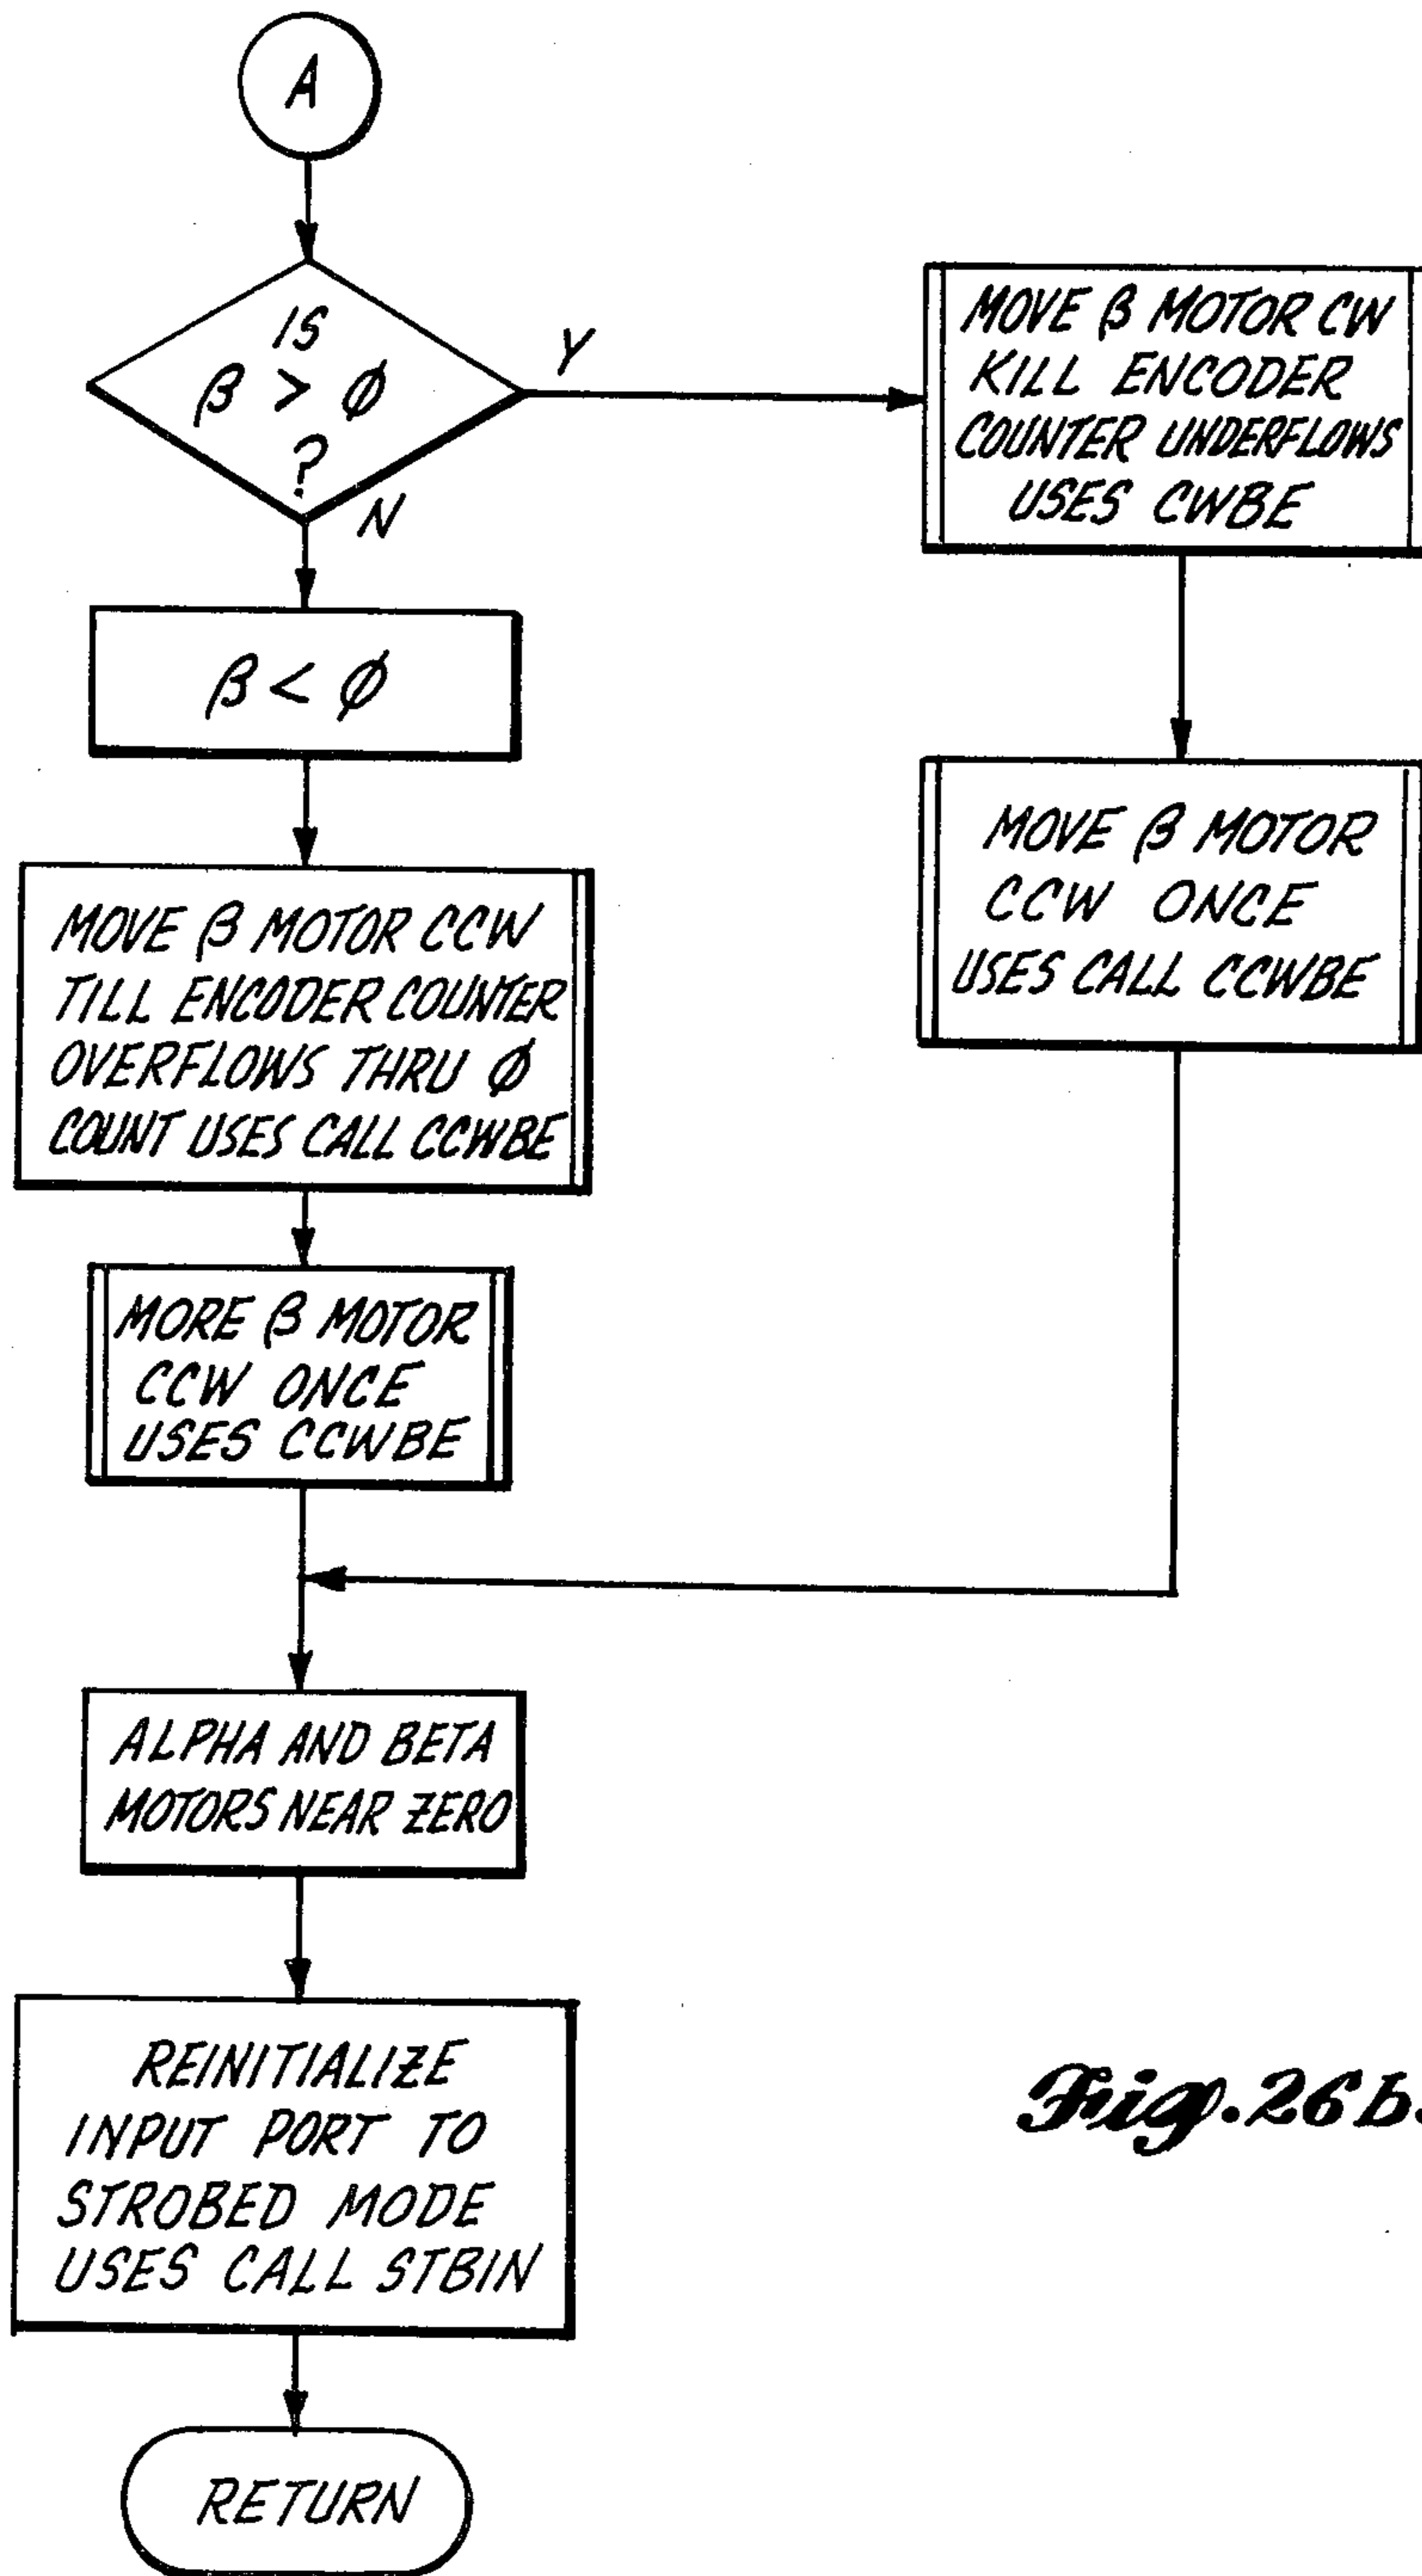 A
IS
β > ϕ
?
Y
N
MOVE β MOTOR CW
KILL ENCODER
COUNTER UNDERFLOWS
USES CWBE
β < ϕ
MOVE β MOTOR
CCW ONCE
USES CALL CCWBE
MOVE β MOTOR CCW
TILL ENCODER COUNTER
OVERFLOWS THRU ϕ
COUNT USES CALL CCWBE
MORE β MOTOR
CCW ONCE
USES CCWBE
ALPHA AND BETA
MOTORS NEAR ZERO
REINITIALIZE
INPUT PORT TO
STROBED MODE
USES CALL STBIN
RETURN
Fig. 26b.